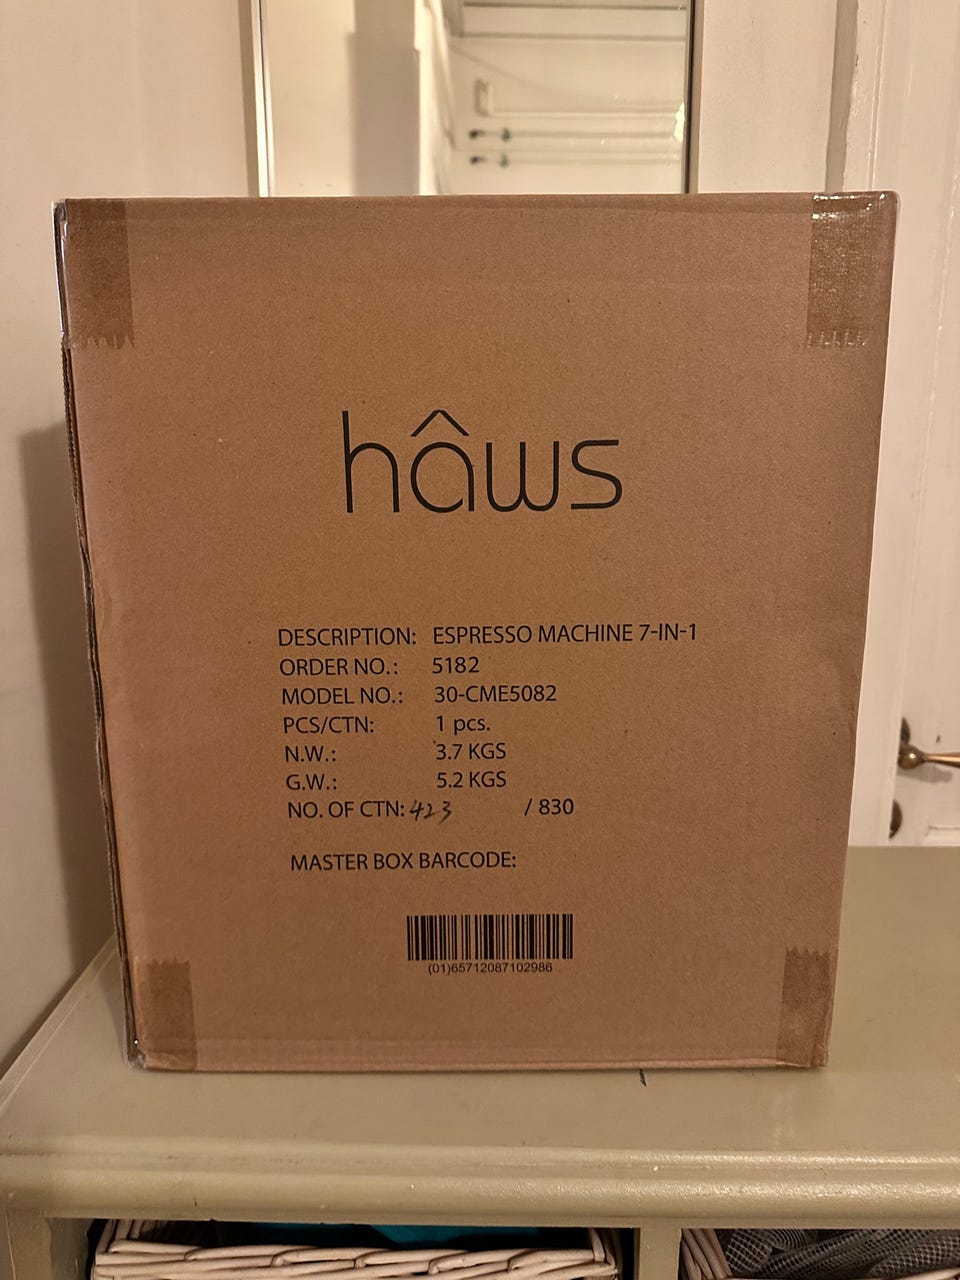 hâws
DESCRIPTION: ESPRESSO MACHINE 7-IN-1
ORDER NO.: 5182
MODEL NO.: 30-CME5082
PCS/CTN: 1 pcs.
N.W.: 3.7 KGS
G.W.: 5.2 KGS
NO. OF CTN: 423 / 830
MASTER BOX BARCODE:
(01)65712087102986